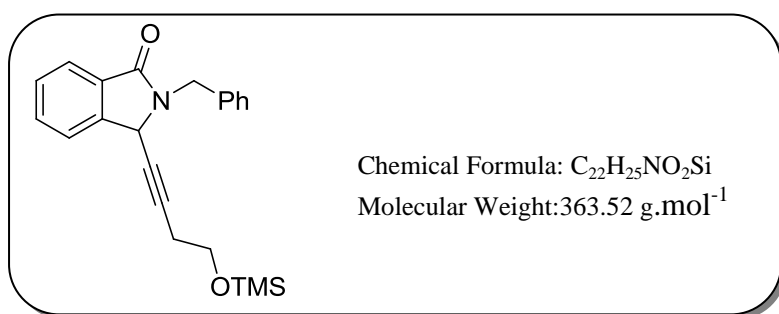 O
N
Ph
OTMS
Chemical Formula: C₂₂H₂₅NO₂Si
Molecular Weight:363.52 g.mol⁻¹